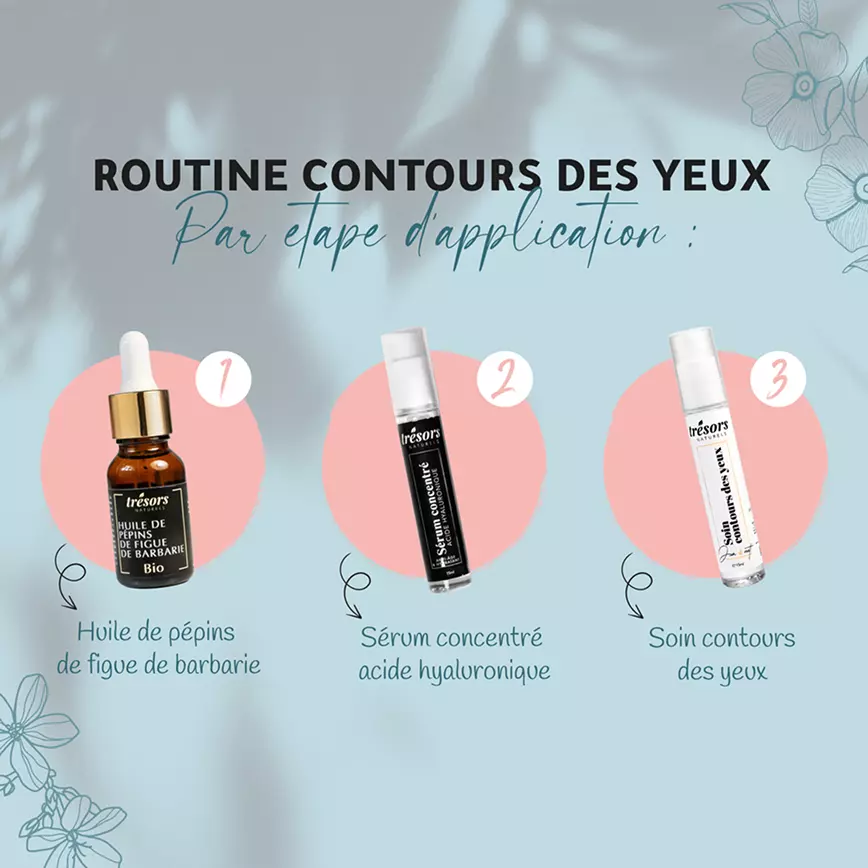 ROUTINE CONTOURS DES YEUX
Par etape d'application :
1
2
3
trésors
NATURELS
HUILE DE
PÉPINS
DE FIGUE
DE BARBARIE
Bio
trésors
NATURELS
Sérum concentré
ACIDE HYALURONIQUE
15ml
trésors
NATURELS
Soin
contours des yeux
Huile de pépins
de figue de barbarie
Sérum concentré
acide hyaluronique
Soin contours
des yeux